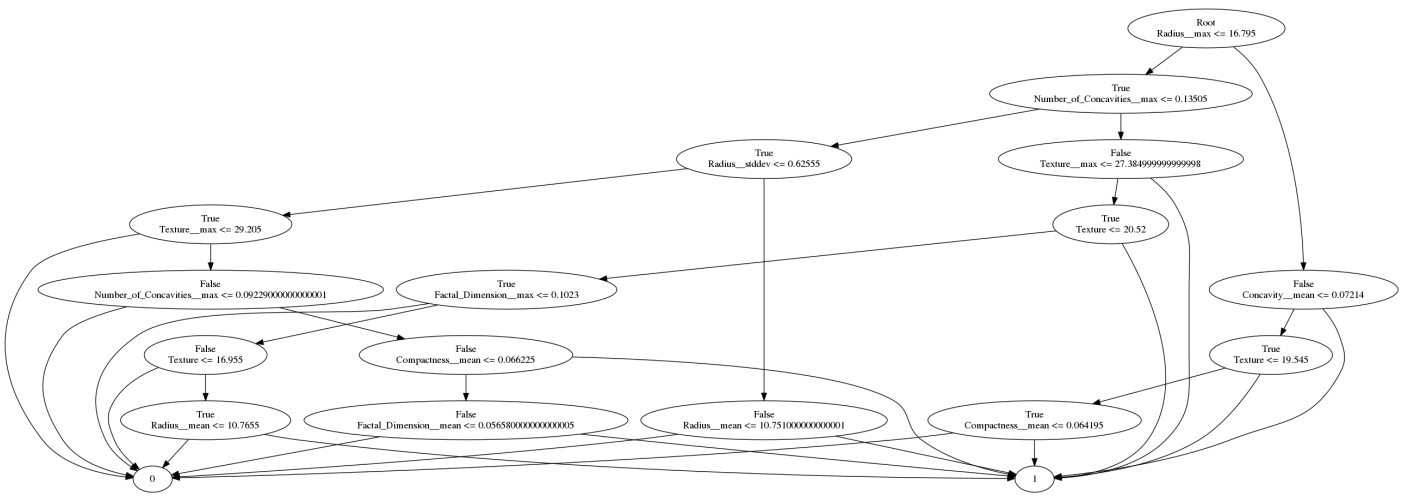 Root
Radius__max <= 16.795
True
Number_of_Concavities__max <= 0.13505
True
Radius__stddev <= 0.62555
False
Texture__max <= 27.384999999999998
True
Texture__max <= 29.205
True
Texture <= 20.52
False
Number_of_Concavities__max <= 0.09229000000000001
True
Factal_Dimension__max <= 0.1023
False
Concavity__mean <= 0.07214
False
Texture <= 16.955
False
Compactness__mean <= 0.066225
True
Texture <= 19.545
True
Radius__mean <= 10.7655
False
Factal_Dimension__mean <= 0.056580000000000005
False
Radius__mean <= 10.751000000000001
True
Compactness__mean <= 0.064195
0
1